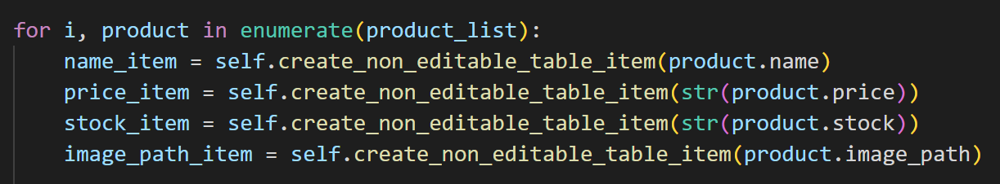 for i, product in enumerate(product_list):
    name_item = self.create_non_editable_table_item(product.name)
    price_item = self.create_non_editable_table_item(str(product.price))
    stock_item = self.create_non_editable_table_item(str(product.stock))
    image_path_item = self.create_non_editable_table_item(product.image_path)